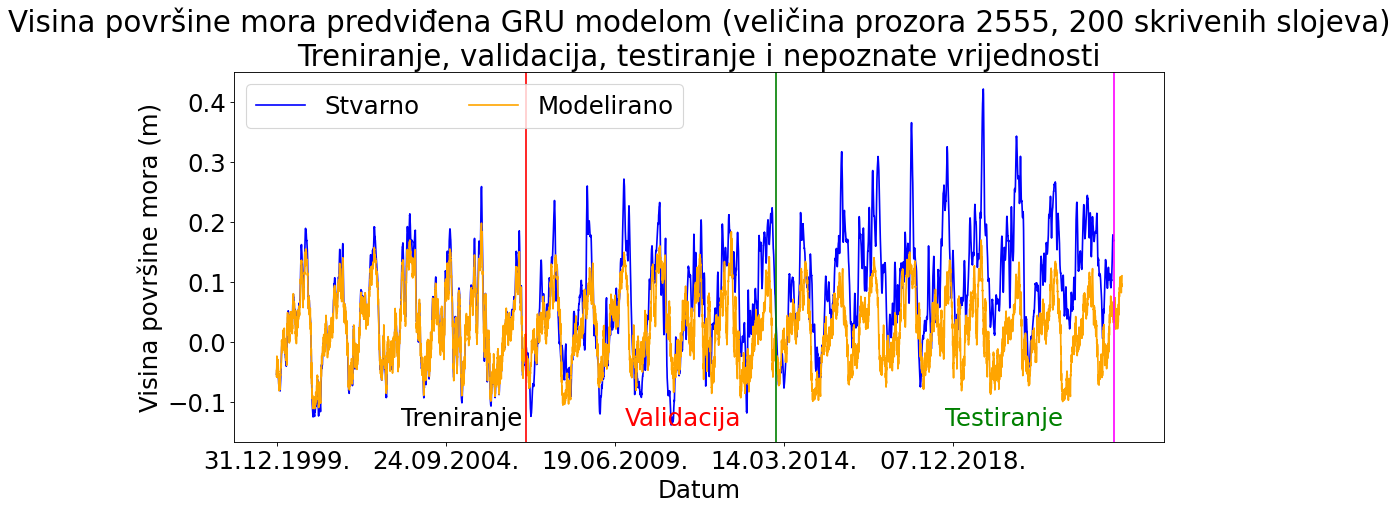 Visina površine mora predviđena GRU modelom (veličina prozora 2555, 200 skrivenih slojeva)
Treniranje, validacija, testiranje i nepoznate vrijednosti
Stvarno
Modelirano
Visina površine mora (m)
0.4
0.3
0.2
0.1
0.0
−0.1
Treniranje
Validacija
Testiranje
31.12.1999.
24.09.2004.
19.06.2009.
14.03.2014.
07.12.2018.
Datum